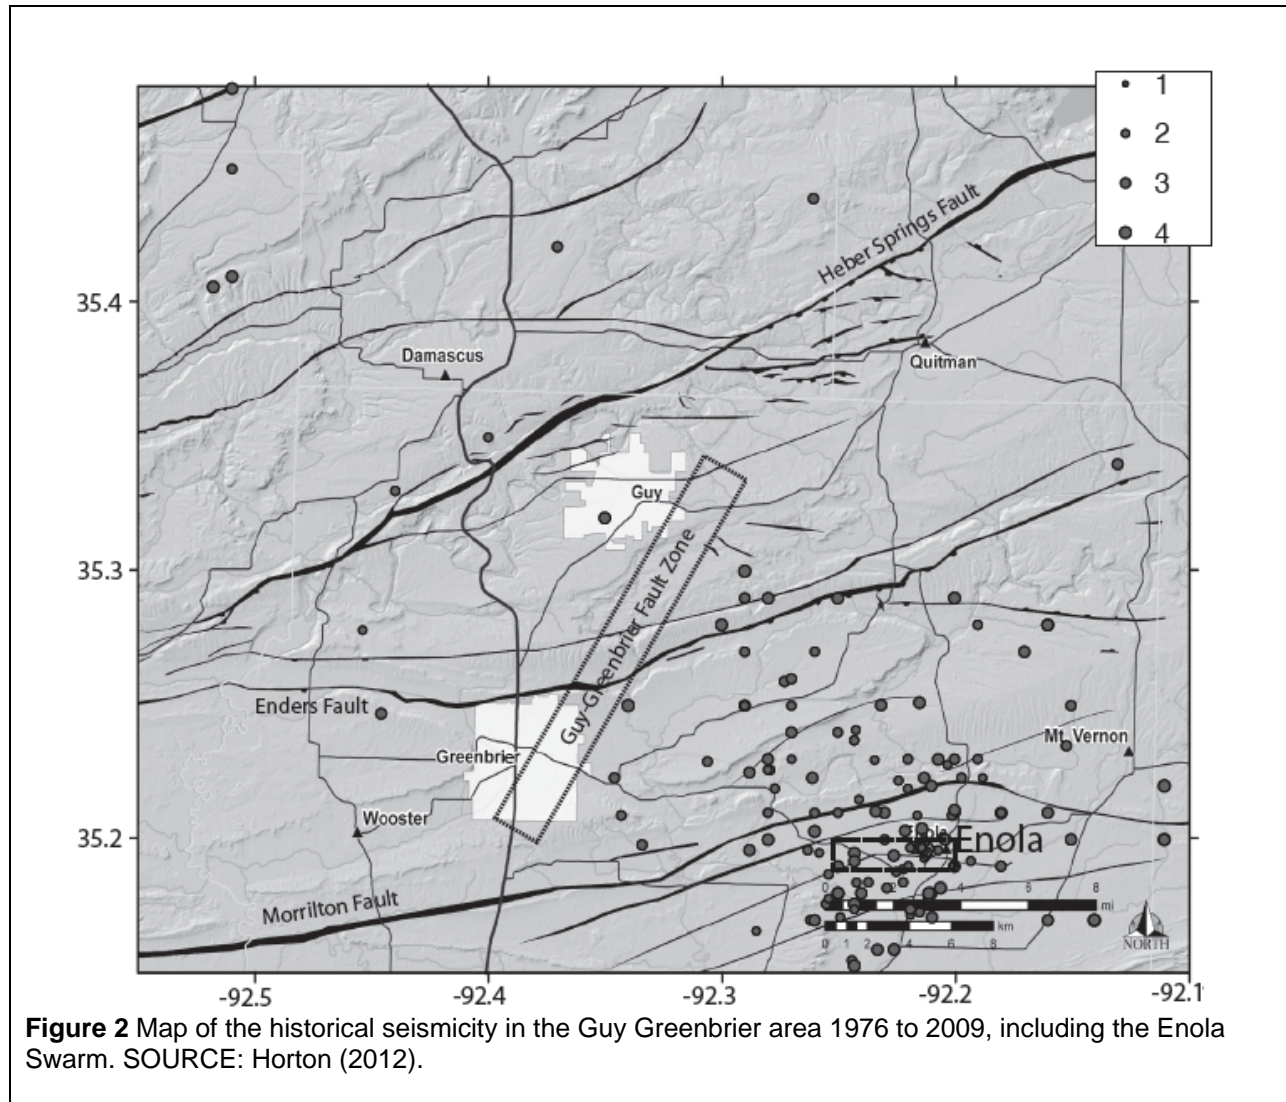 1
2
3
4
Heber Springs Fault
35.4
Damascus
Quitman
Guy
35.3
Guy-Greenbrier Fault Zone
Enders Fault
Greenbrier
Mt. Vernon
Wooster
35.2
Enola
Morrilton Fault
0 2 4 6 8 mi
0 1 2 4 6 8 km
NORTH
-92.5 -92.4 -92.3 -92.2 -92.1
Figure 2 Map of the historical seismicity in the Guy Greenbrier area 1976 to 2009, including the Enola
Swarm. SOURCE: Horton (2012).